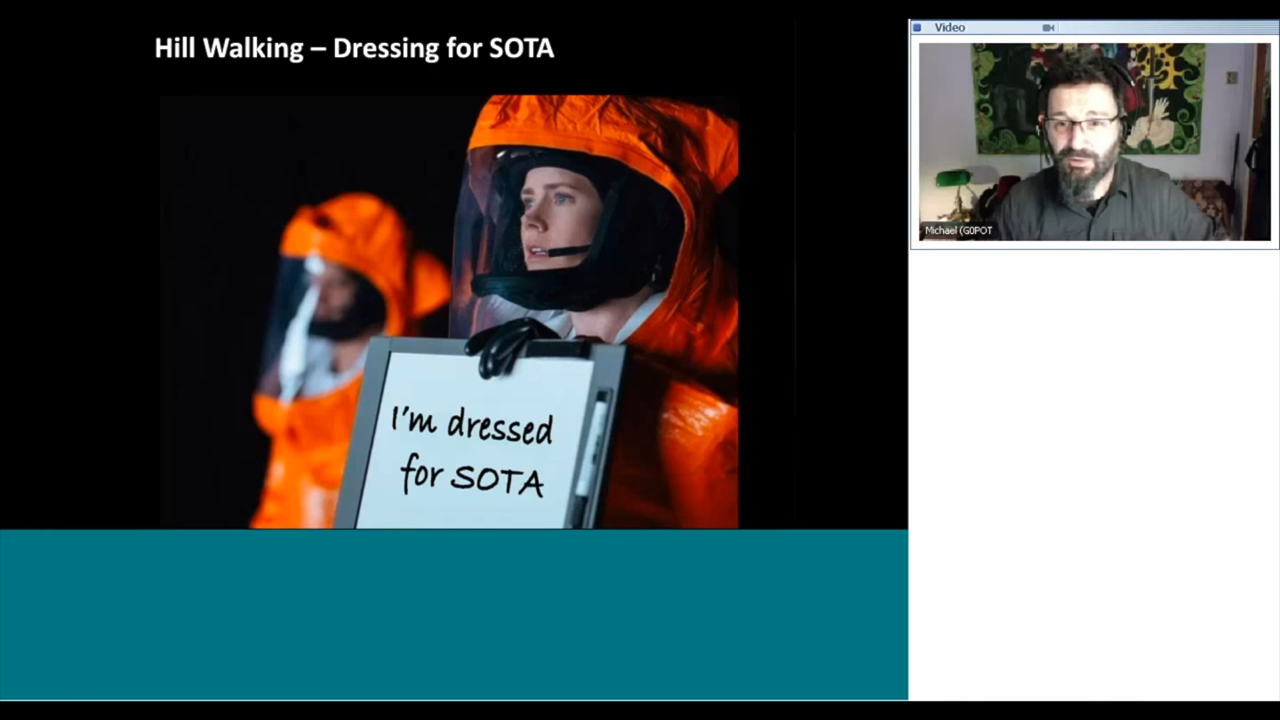 Hill Walking – Dressing for SOTA
Video
I'm dressed
for SOTA
Michael (G0POT